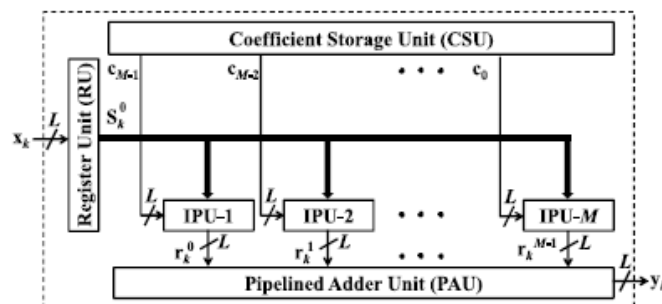 Coefficient Storage Unit (CSU)
c_{M-1} c_{M-2} • • • c_0
Register Unit (RU)
S_k^0
x_k L
L IPU-1 L IPU-2 • • • L IPU-M
r_k^0 L r_k^1 L • • • r_k^{M-1} L
Pipelined Adder Unit (PAU)
L y